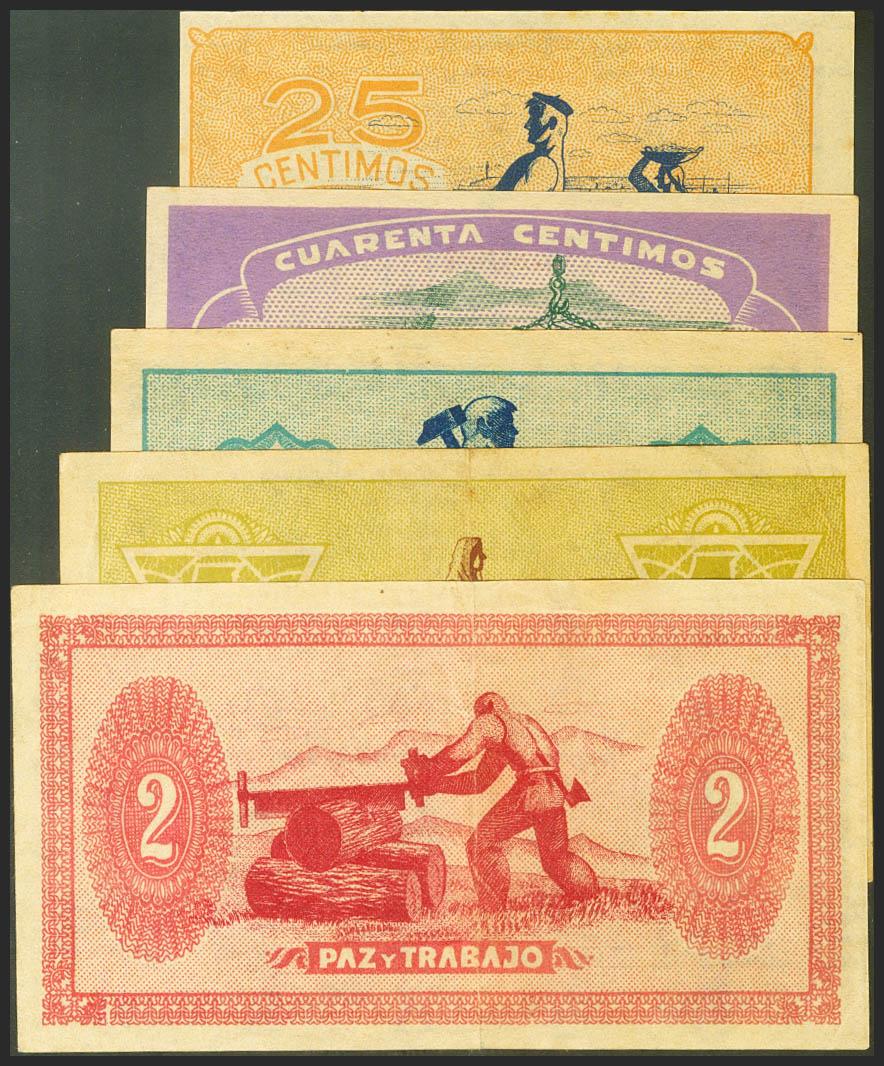 25
CENTIMOS
CUARENTA CENTIMOS
2 2
PAZ Y TRABAJO